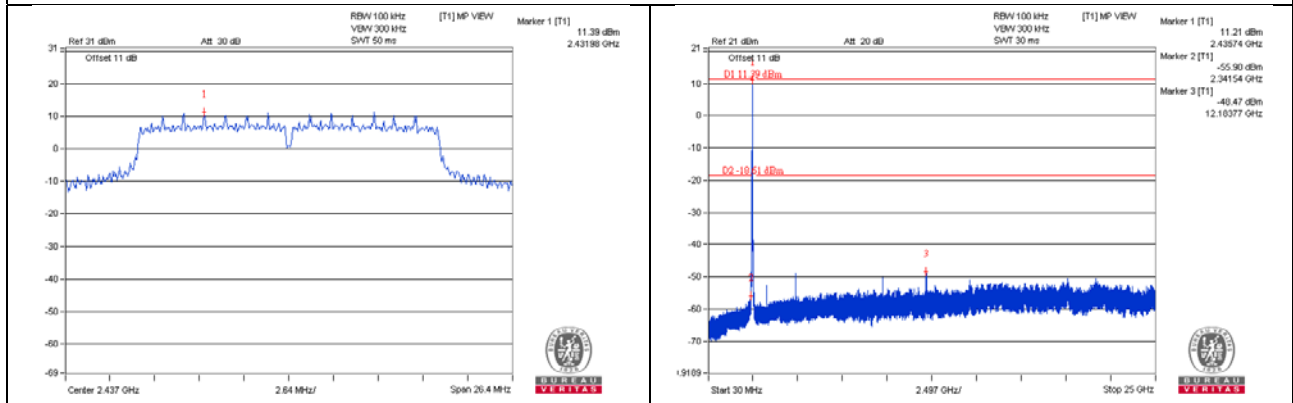 RBW 100 kHz [T1] MP VIEW Marker 1 [T1]
VBW 300 kHz 11.39 dBm
Ref 31 dBm Att 30 dB SWT 50 ms 2.43198 GHz
31
Offset 11 dB
20
1
10
0
-10
-20
-30
-40
-50
-60
-69
Center 2.437 GHz 2.64 MHz/ Span 26.4 MHz
BUREAU
VERITAS
RBW 100 kHz [T1] MP VIEW Marker 1 [T1]
VBW 300 kHz 11.21 dBm
Ref 21 dBm Att 20 dB SWT 30 ms 2.43574 GHz
21
Offset 11 dB
Marker 2 [T1]
-55.90 dBm
2.34154 GHz
D1 11.39 dBm
10
Marker 3 [T1]
-48.47 dBm
12.18377 GHz
0
-10
D2 -18.61 dBm
-20
-30
-40
3
-50
-60
-70
.9109
Start 30 MHz 2.497 GHz/ Stop 25 GHz
BUREAU
VERITAS